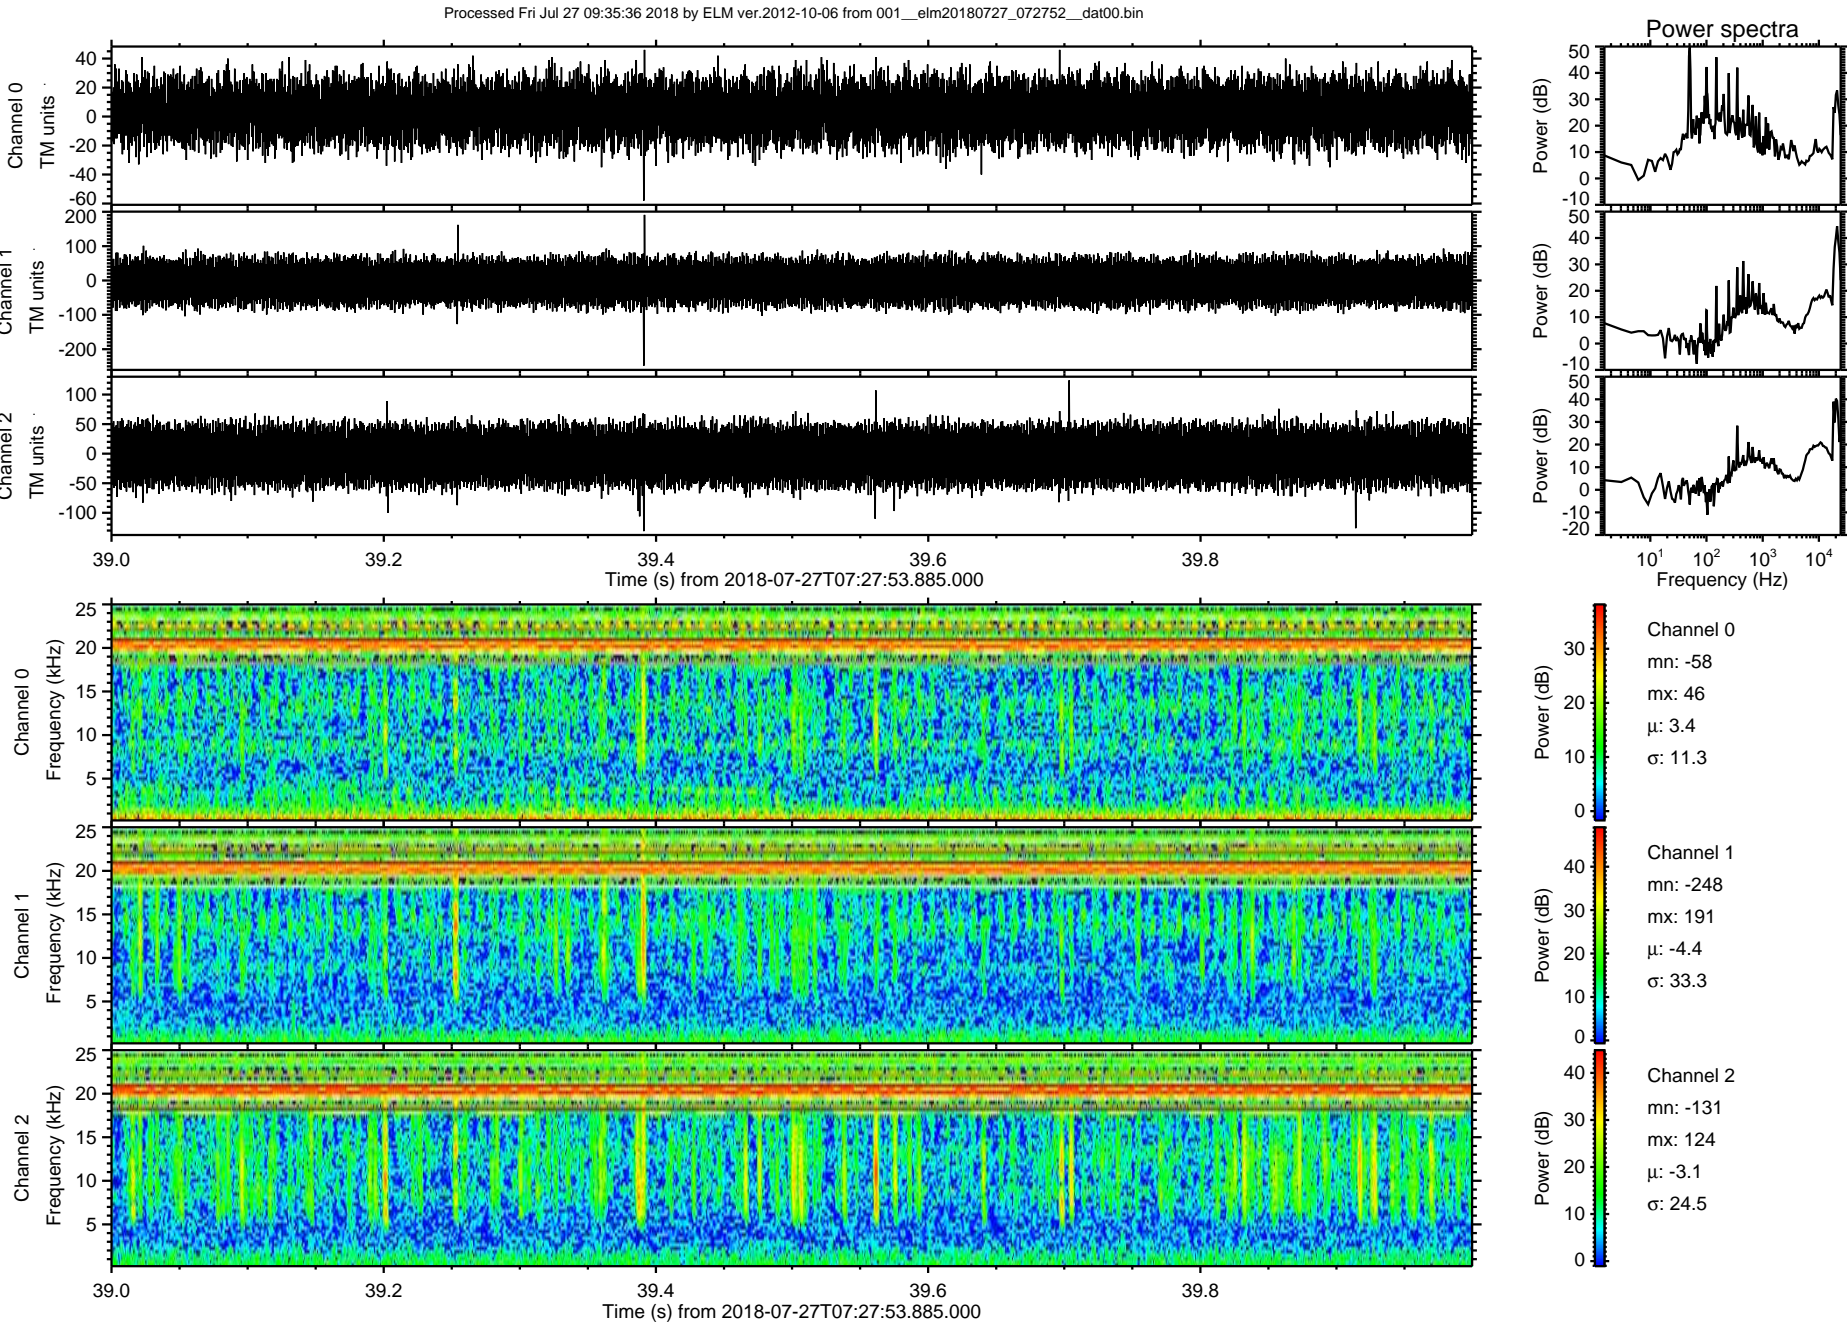 Processed Fri Jul 27 09:35:36 2018 by ELM ver.2012-10-06 from 001__elm20180727_072752__dat00.bin
Power spectra
Channel 0
TM units
40
20
0
-20
-40
-60
Power (dB)
50
40
30
20
10
0
-10
Channel 1
TM units
200
100
0
-100
-200
Power (dB)
50
40
30
20
10
0
-10
Channel 2
TM units
100
50
0
-50
-100
Power (dB)
50
40
30
20
10
0
-10
-20
39.0 39.2 39.4 39.6 39.8
Time (s) from 2018-07-27T07:27:53.885.000
10^1 10^2 10^3 10^4
Frequency (Hz)
Channel 0
Frequency (kHz)
25
20
15
10
5
Power (dB)
30
20
10
0
Channel 0
mn: -58
mx: 46
μ: 3.4
σ: 11.3
Channel 1
Frequency (kHz)
25
20
15
10
5
Power (dB)
40
30
20
10
0
Channel 1
mn: -248
mx: 191
μ: -4.4
σ: 33.3
Channel 2
Frequency (kHz)
25
20
15
10
5
Power (dB)
40
30
20
10
0
Channel 2
mn: -131
mx: 124
μ: -3.1
σ: 24.5
39.0 39.2 39.4 39.6 39.8
Time (s) from 2018-07-27T07:27:53.885.000